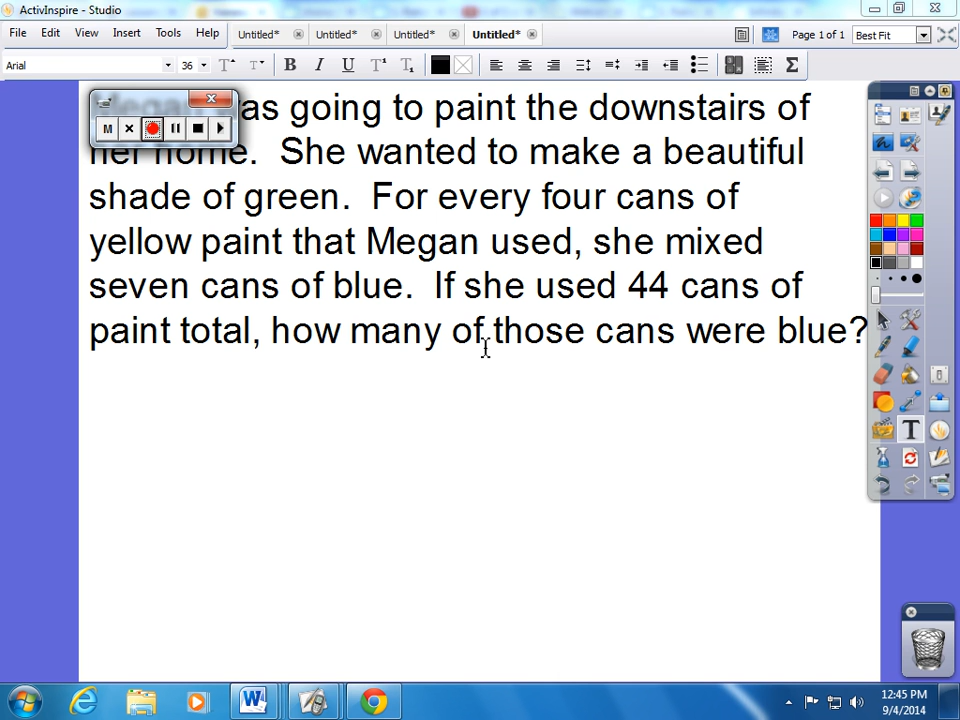 ActivInspire - Studio
File Edit View Insert Tools Help
Untitled* Untitled* Untitled* Untitled*
Page 1 of 1 Best Fit
Arial 36 B I U
M
was going to paint the downstairs of
her home. She wanted to make a beautiful
shade of green. For every four cans of
yellow paint that Megan used, she mixed
seven cans of blue. If she used 44 cans of
paint total, how many of those cans were blue?
12:45 PM
9/4/2014